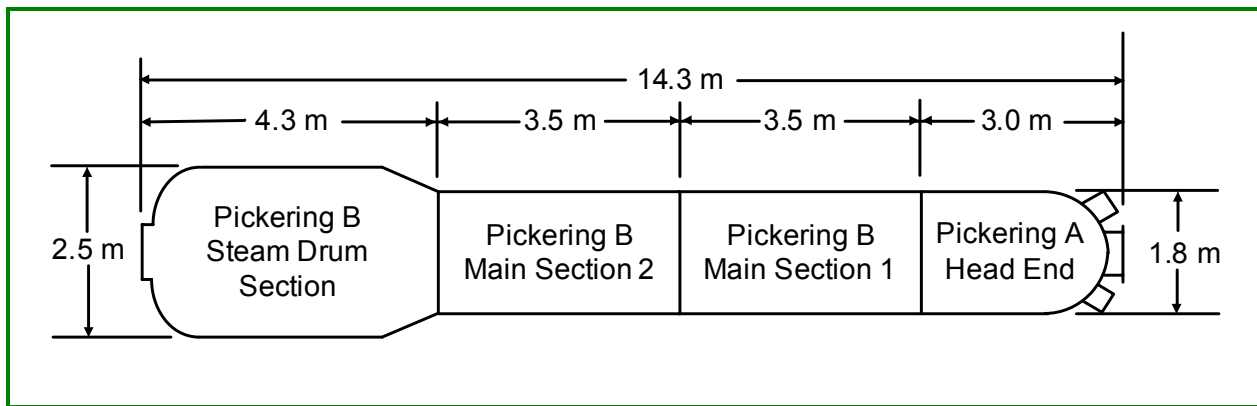 14.3 m
4.3 m
3.5 m
3.5 m
3.0 m
2.5 m
Pickering B
Steam Drum
Section
Pickering B
Main Section 2
Pickering B
Main Section 1
Pickering A
Head End
1.8 m